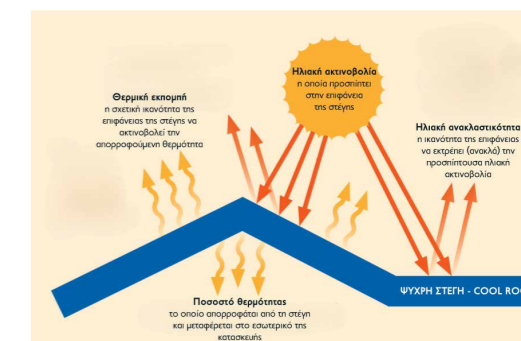 Ηλιακή ακτινοβολία
η οποία προσπίπτει
στην επιφάνεια
της στέγης
Θερμική εκπομπή
η σχετική ικανότητα της
επιφάνειας της στέγης να
ακτινοβολεί την
απορροφούμενη θερμότητα
Ηλιακή ανακλαστικότητα
η ικανότητα της επιφάνειας
να εκτρέπει (ανακλά) την
προσπίπτουσα ηλιακή
ακτινοβολία
ΨΥΧΡΗ ΣΤΕΓΗ - COOL
Ποσοστό θερμότητας
το οποίο απορροφάται από τη στέγη
και μεταφέρεται στο εσωτερικό της
κατασκευής